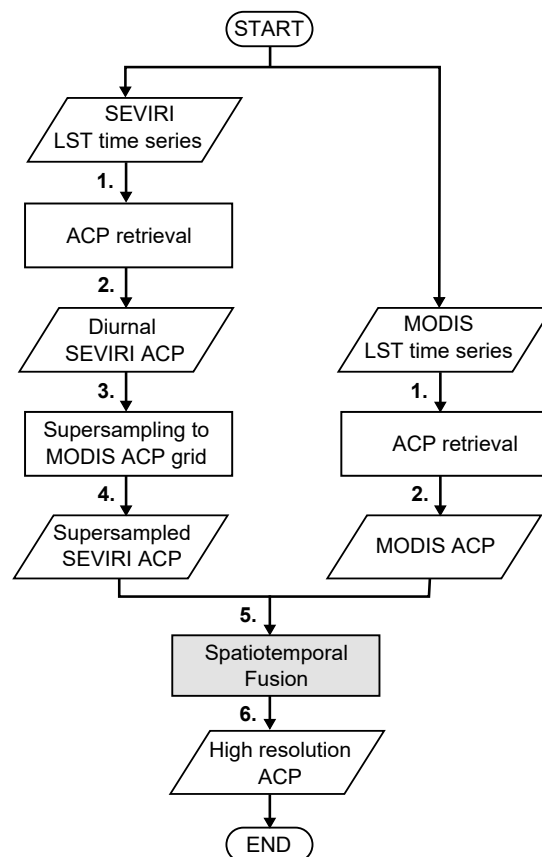 START
SEVIRI
LST time series
1.
ACP retrieval
2.
Diurnal
SEVIRI ACP
3.
Supersampling to
MODIS ACP grid
4.
Supersampled
SEVIRI ACP
MODIS
LST time series
1.
ACP retrieval
2.
MODIS ACP
5.
Spatiotemporal
Fusion
6.
High resolution
ACP
END